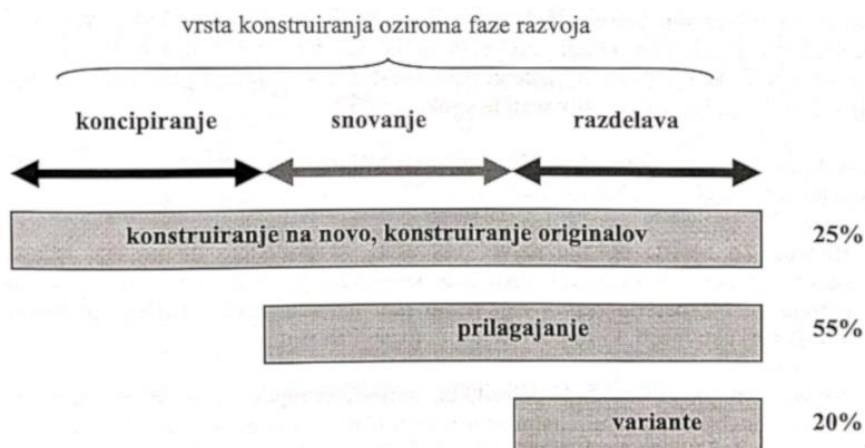 vrsta konstruiranja oziroma faze razvoja
koncipiranje snovanje razdelava
konstruiranje na novo, konstruiranje originalov 25%
prilagajanje 55%
variante 20%